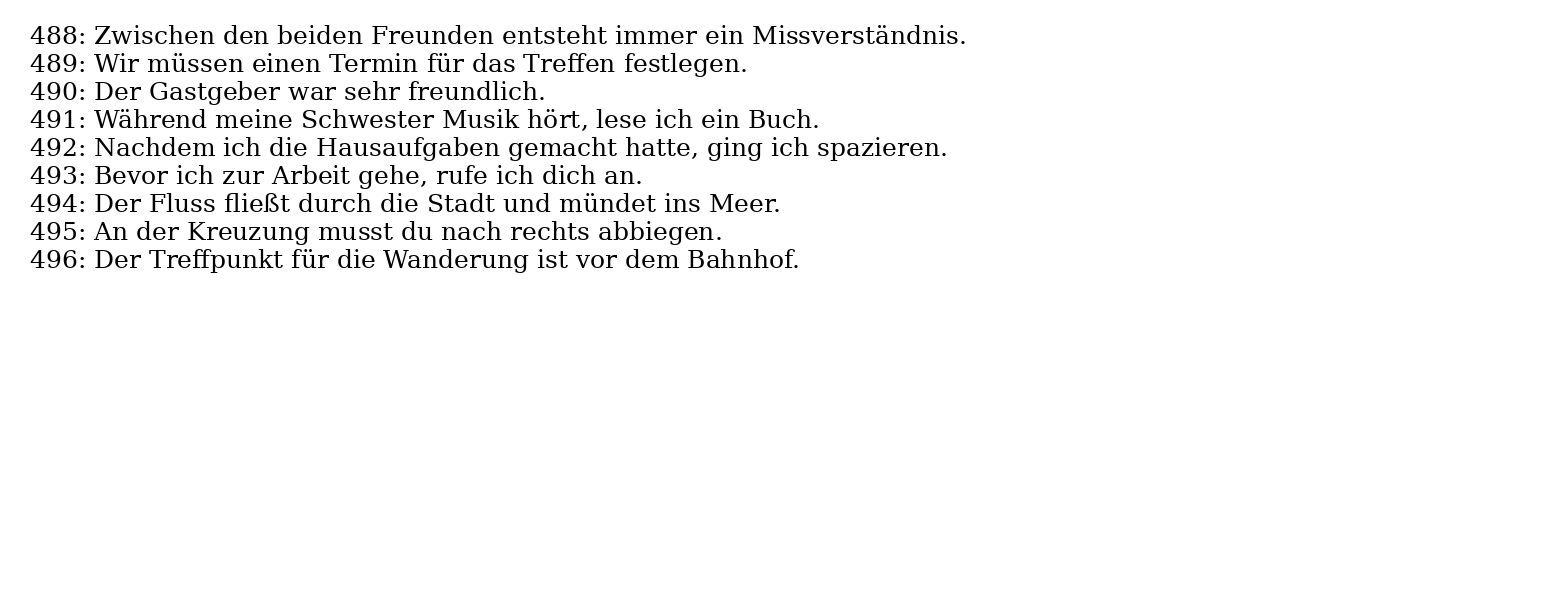 488: Zwischen den beiden Freunden entsteht immer ein Missverständnis.
489: Wir müssen einen Termin für das Treffen festlegen.
490: Der Gastgeber war sehr freundlich.
491: Während meine Schwester Musik hört, lese ich ein Buch.
492: Nachdem ich die Hausaufgaben gemacht hatte, ging ich spazieren.
493: Bevor ich zur Arbeit gehe, rufe ich dich an.
494: Der Fluss fließt durch die Stadt und mündet ins Meer.
495: An der Kreuzung musst du nach rechts abbiegen.
496: Der Treffpunkt für die Wanderung ist vor dem Bahnhof.